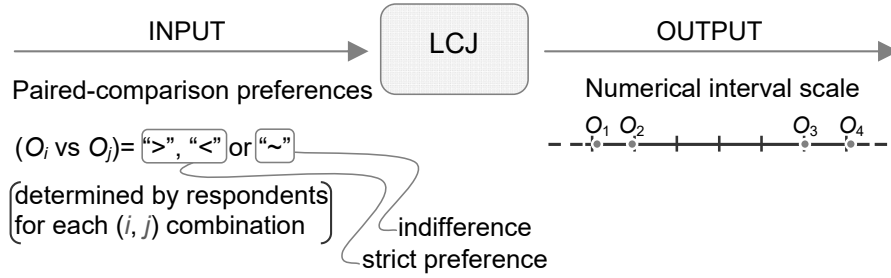 INPUT
LCJ
OUTPUT
Paired-comparison preferences
Numerical interval scale
O₁ O₂ O₃ O₄
(Oᵢ vs Oⱼ)= “>”, “<” or “~”
determined by respondents
for each (i, j) combination
indifference
strict preference